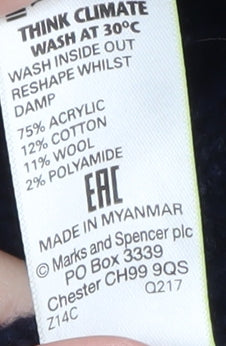 THINK CLIMATE
WASH AT 30°C
WASH INSIDE OUT
RESHAPE WHILST
DAMP
75% ACRYLIC
12% COTTON
11% WOOL
2% POLYAMIDE
EAC
MADE IN MYANMAR
© Marks and Spencer plc
PO Box 3339
Chester CH99 9QS
Q217
Z14C